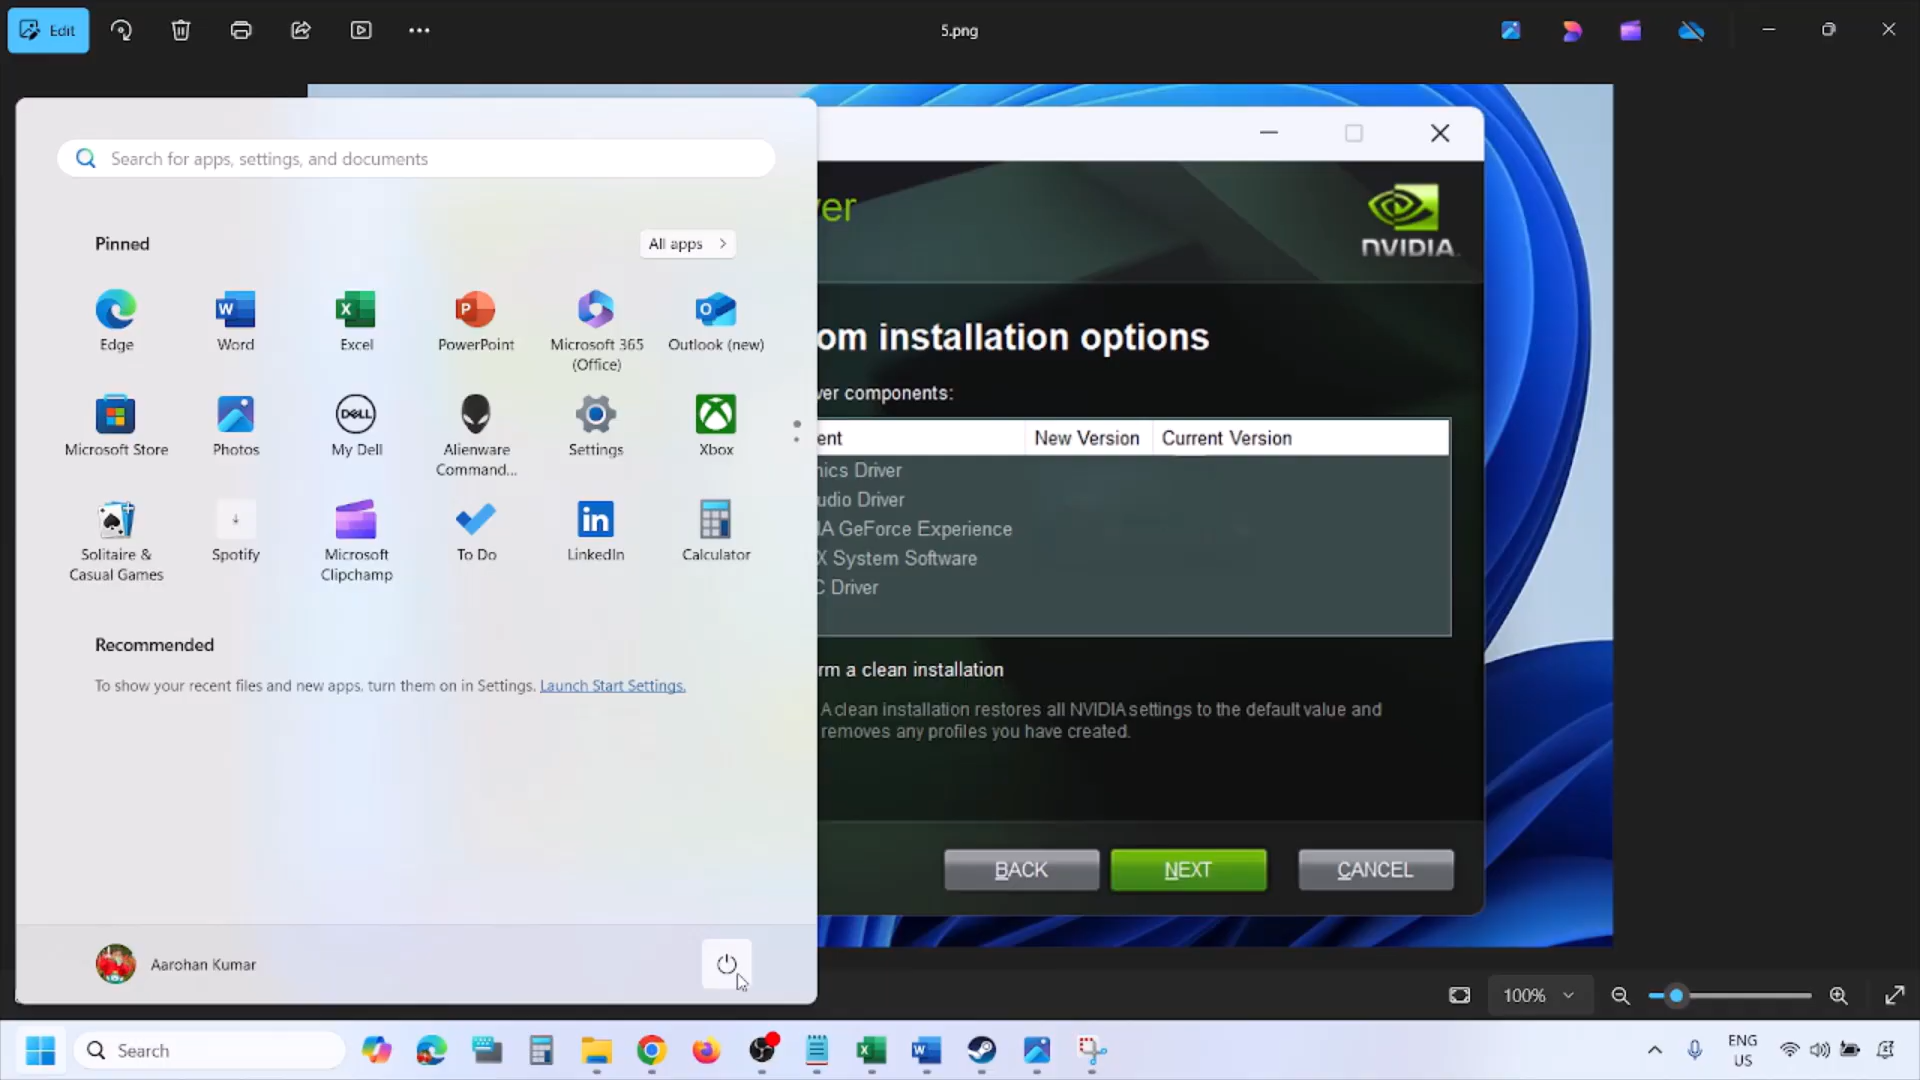 Edit
5.png
Search for apps, settings, and documents
Pinned
All apps
Edge
Word
Excel
PowerPoint
Microsoft 365
(Office)
Outlook (new)
Microsoft Store
Photos
DELL
My Dell
Alienware
Command...
Settings
Xbox
Solitaire &
Casual Games
Spotify
Microsoft
Clipchamp
To Do
LinkedIn
Calculator
Recommended
To show your recent files and new apps, turn them on in Settings. Launch Start Settings.
Aarohan Kumar
ver
NVIDIA
om installation options
ver components:
ent
New Version
Current Version
nics Driver
udio Driver
IA GeForce Experience
X System Software
C Driver
rm a clean installation
A clean installation restores all NVIDIA settings to the default value and
removes any profiles you have created.
BACK
NEXT
CANCEL
100%
Search
ENG
US